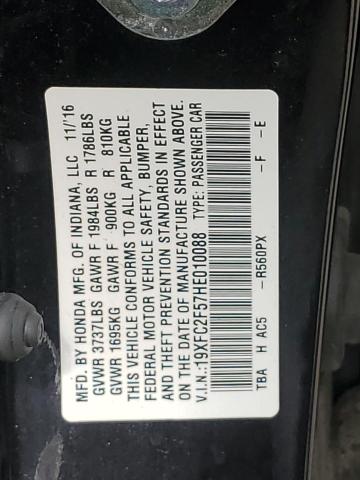 MFD. BY HONDA MFG. OF INDIANA, LLC 11/'16
GVWR 3737LBS GAWR F 1984LBS R 1786LBS
GVWR 1695KG GAWR F 900KG R 810KG
THIS VEHICLE CONFORMS TO ALL APPLICABLE
FEDERAL MOTOR VEHICLE SAFETY, BUMPER,
AND THEFT PREVENTION STANDARDS IN EFFECT
ON THE DATE OF MANUFACTURE SHOWN ABOVE.
V.I.N.:19XFC2F57HE010088 TYPE: PASSENGER CAR
TBA H AC5 -R560PX -F -E